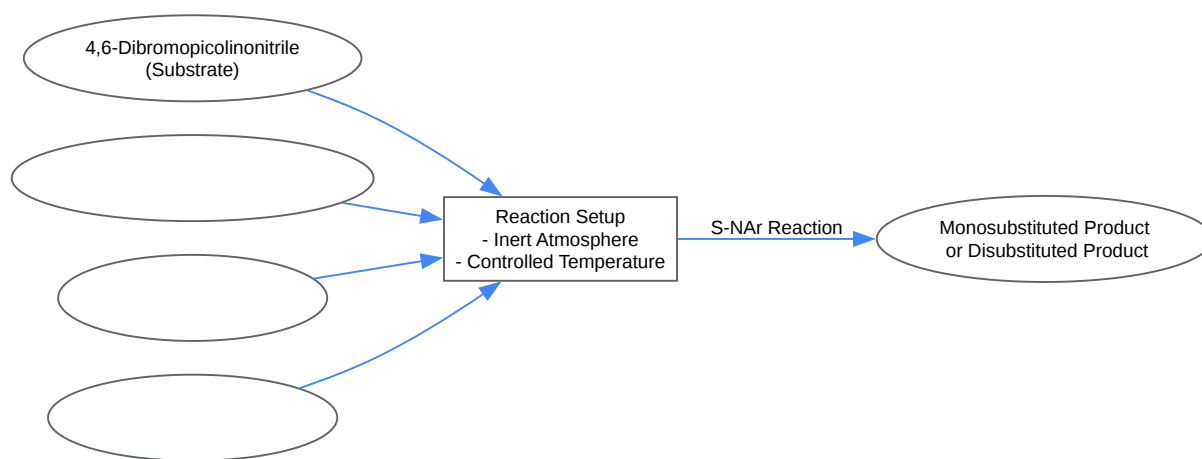 4,6-Dibromopicolinonitrile
(Substrate)
Reaction Setup
- Inert Atmosphere
- Controlled Temperature
S-NAr Reaction
Monosubstituted Product
or Disubstituted Product